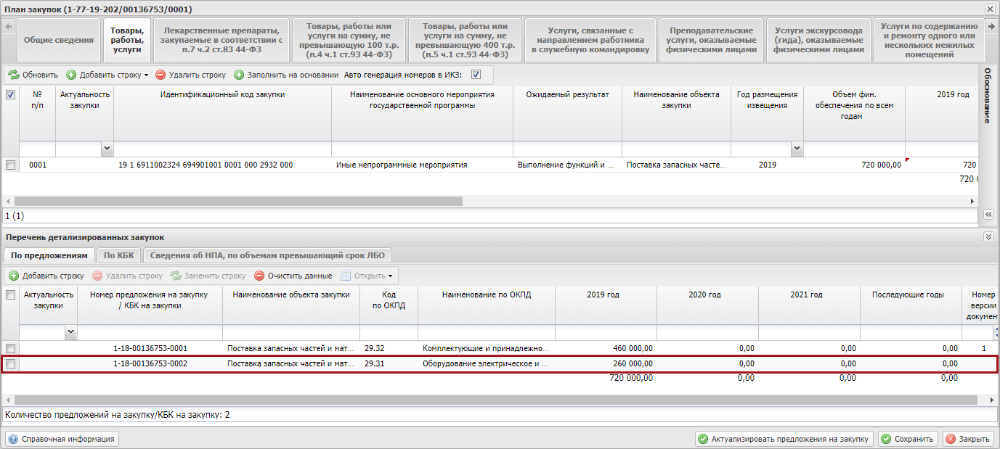 План закупок (1-77-19-202/00136753/0001)
Общие сведения
Товары,
работы,
услуги
Лекарственные препараты,
закупаемые в соответствии с
п.7 ч.2 ст.83 44-ФЗ
Товары, работы или
услуги на сумму, не
превышающую 100 т.р.
(п.4 ч.1 ст.93 44-ФЗ)
Товары, работы или
услуги на сумму, не
превышающую 400 т.р.
(п.5 ч.1 ст.93 44-ФЗ)
Услуги, связанные с
направлением работника
в служебную командировку
Преподавательские
услуги, оказываемые
физическими лицами
Услуги экскурсовода
(гида), оказываемые
физическими лицами
Услуги по содержанию
и ремонту одного или
нескольких нежилых
помещений
Обновить Добавить строку Удалить строку Заполнить на основании Авто генерация номеров в ИКЗ:
Обоснование
№
п/п
Актуальность
закупки
Идентификационный код закупки
Наименование основного мероприятия
государственной программы
Ожидаемый результат
Наименование объекта
закупки
Год размещения
извещения
Объем фин.
обеспечения по всем
годам
2019 год
0001 19 1 6911002324 694901001 0001 000 2932 000 Иные непрограммные мероприятия Выполнение функций и ... Поставка запасных часте... 2019 720 000,00 720
720
1 (1)
Перечень детализированных закупок
По предложениям По КБК Сведения об НПА, по объемам превышающий срок ЛБО
Добавить строку Удалить строку Заменить строку Очистить данные Открыть
Актуальность
закупки
Номер предложения на закупку
/ КБК на закупки
Наименование объекта закупки
Код
по ОКПД
Наименование по ОКПД
2019 год
2020 год
2021 год
Последующие годы
Номер
версии
документ
1-18-00136753-0001 Поставка запасных частей и мат... 29.32 Комплектующие и принадлежно... 460 000,00 0,00 0,00 0,00 1
1-18-00136753-0002 Поставка запасных частей и мат... 29.31 Оборудование электрическое и ... 260 000,00 0,00 0,00 0,00
720 000,00 0,00 0,00 0,00
Количество предложений на закупку/КБК на закупку: 2
Справочная информация Актуализировать предложения на закупку Сохранить Закрыть